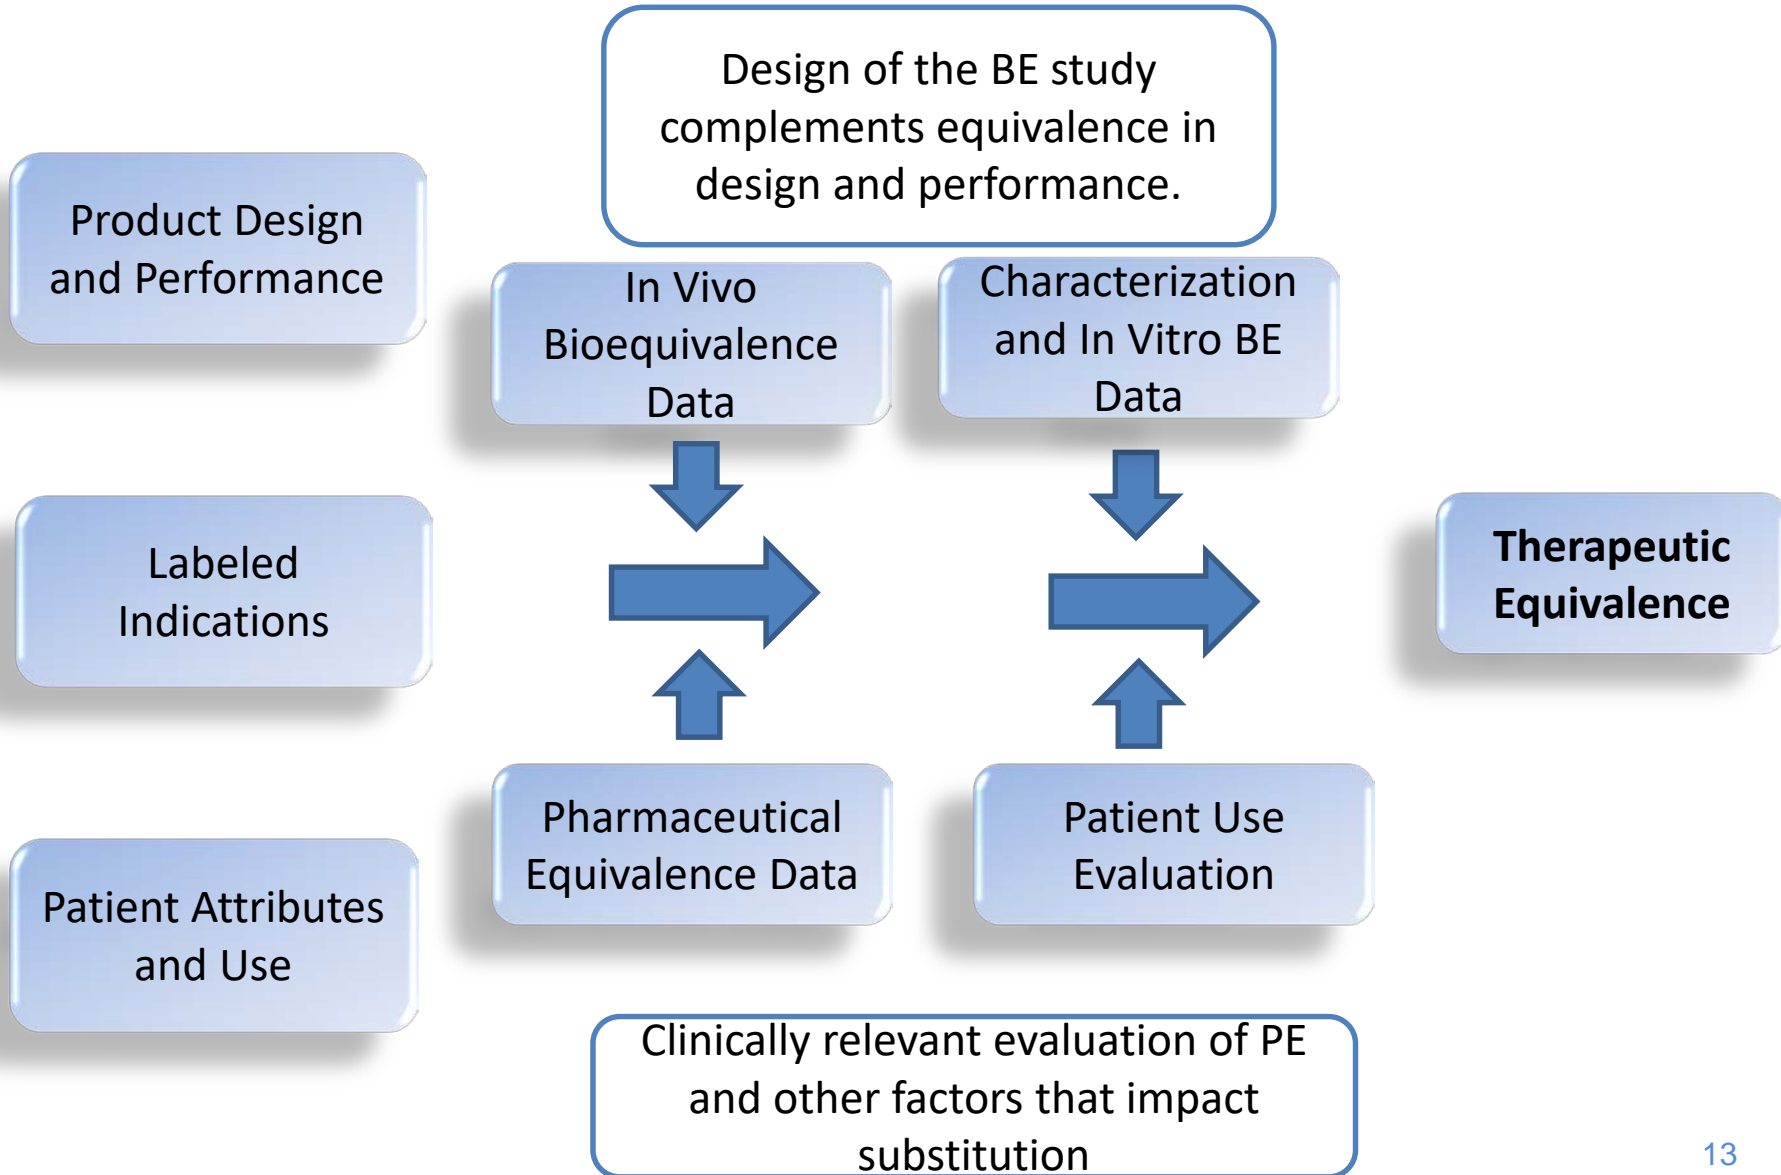 Design of the BE study
complements equivalence in
design and performance.
Product Design
and Performance
In Vivo
Bioequivalence
Data
Characterization
and In Vitro BE
Data
Labeled
Indications
Therapeutic
Equivalence
Pharmaceutical
Equivalence Data
Patient Use
Evaluation
Patient Attributes
and Use
Clinically relevant evaluation of PE
and other factors that impact
substitution
13